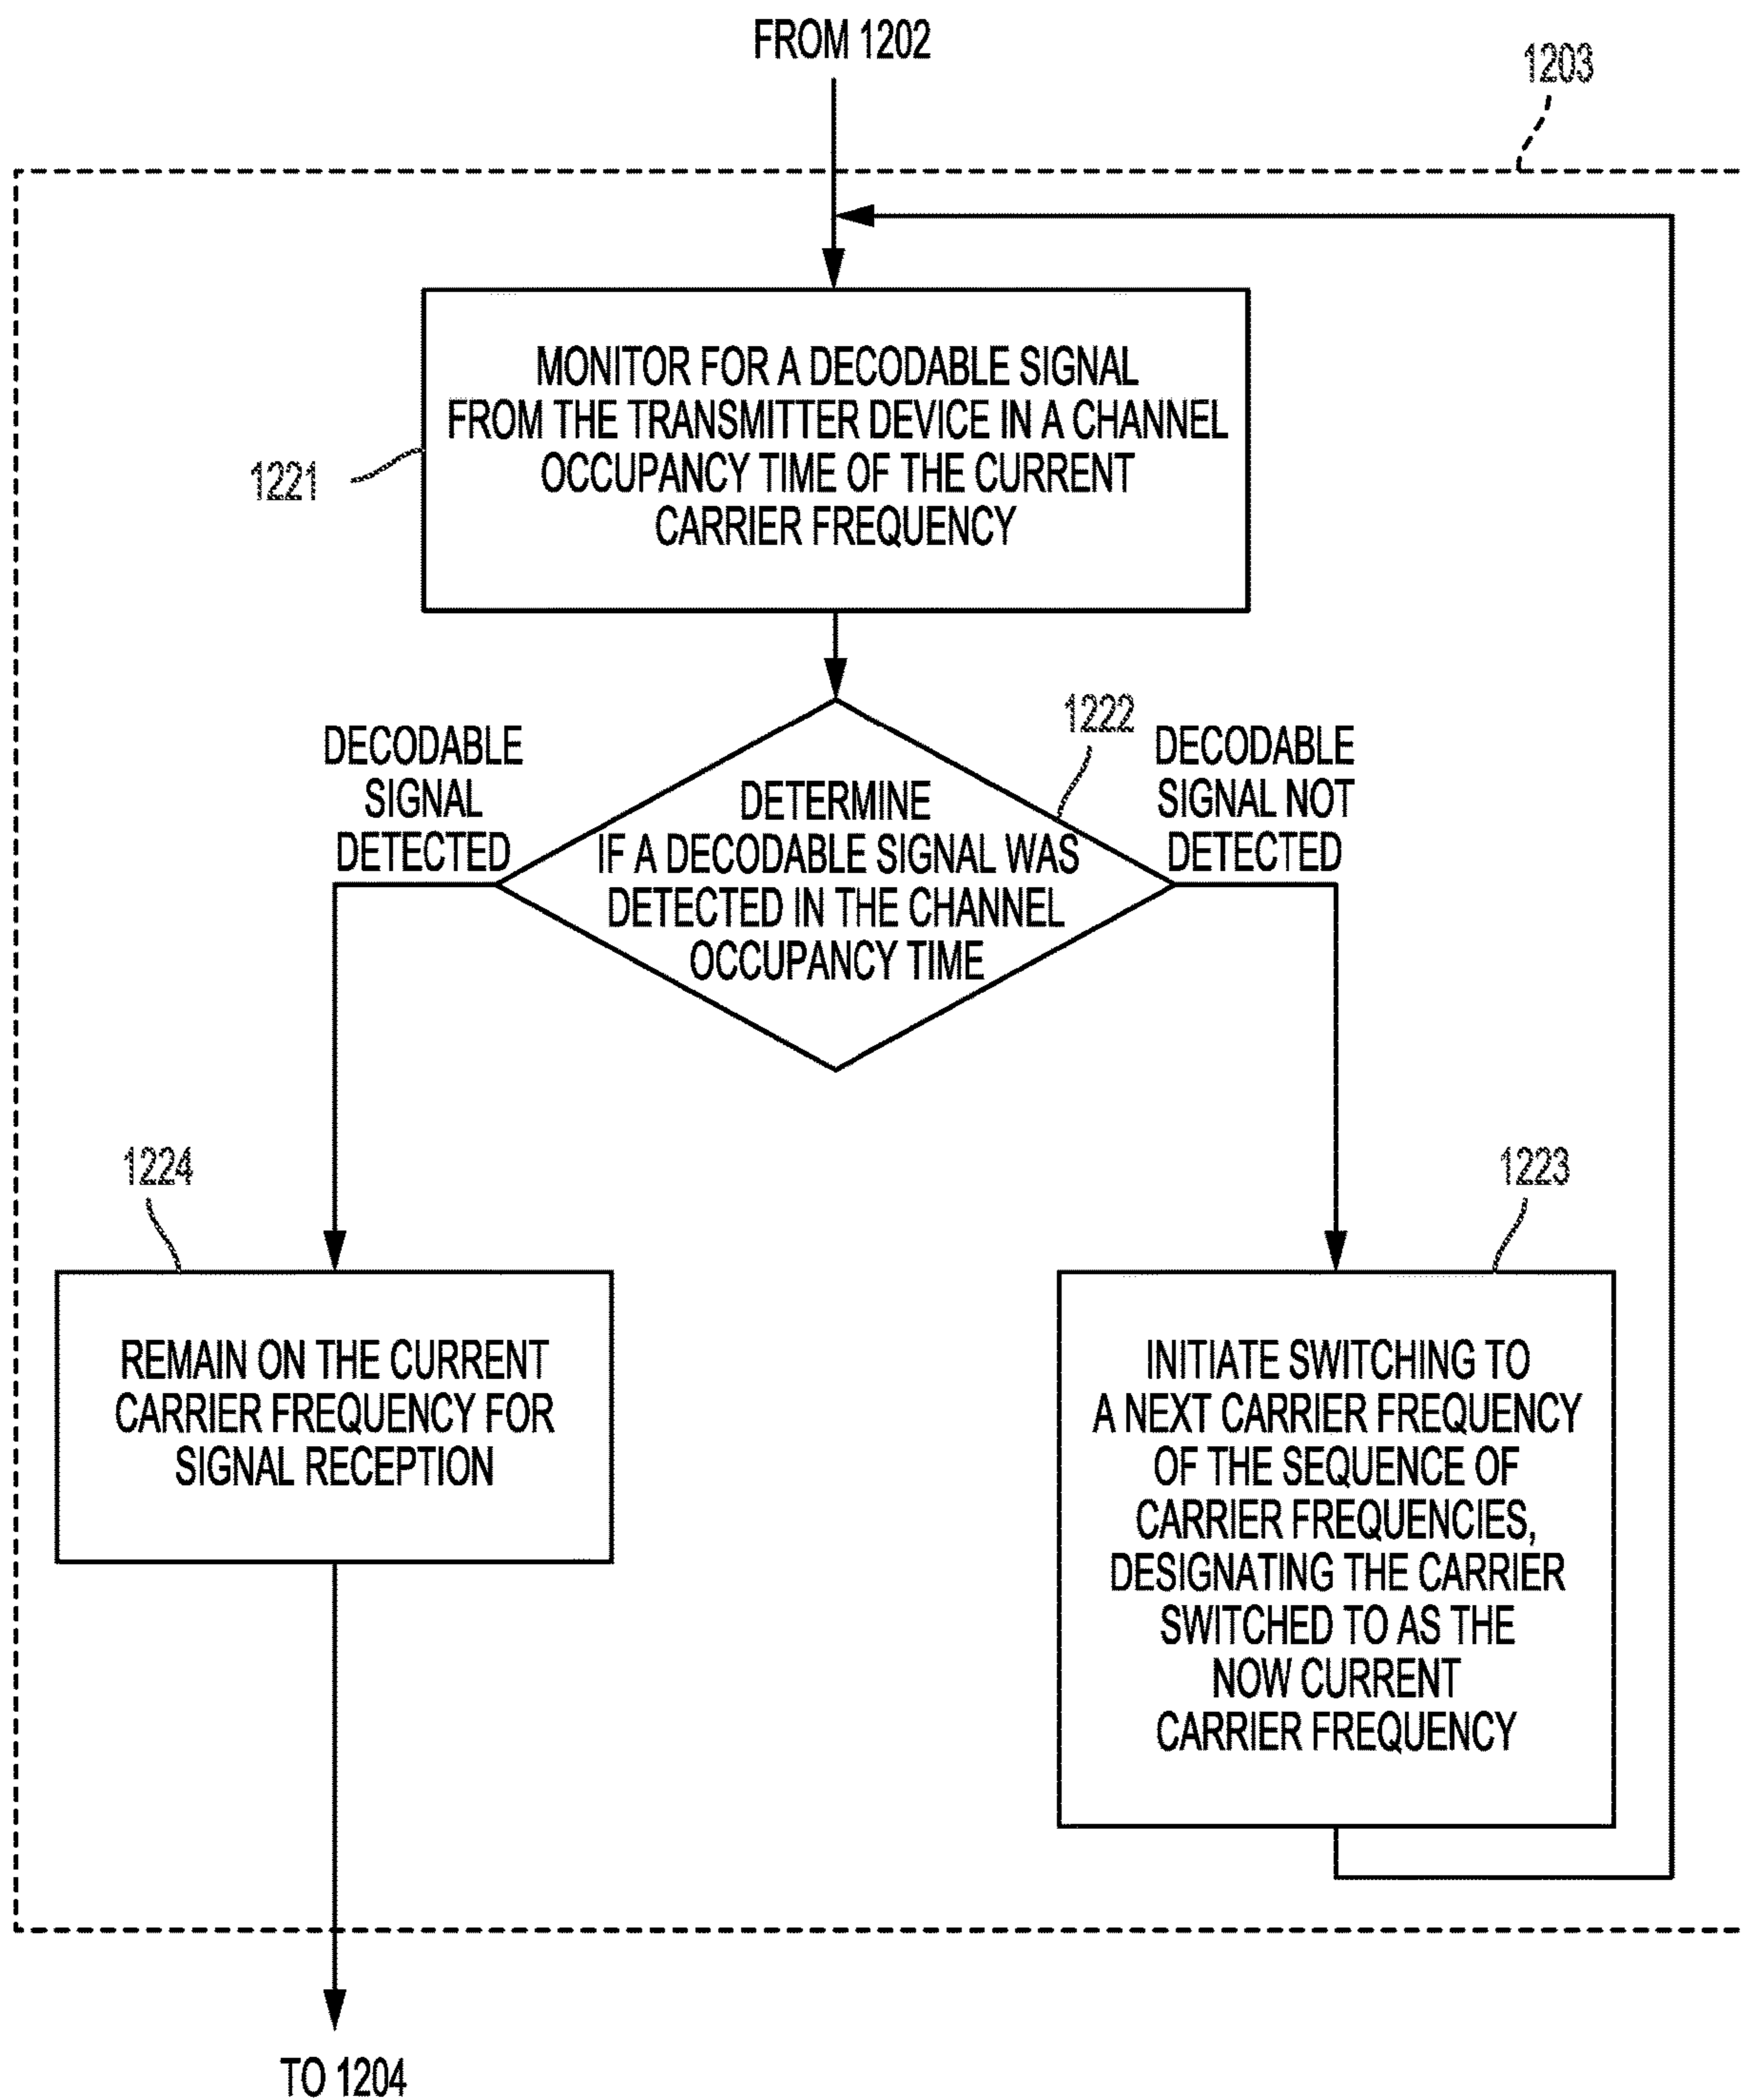 FROM 1202
1203
MONITOR FOR A DECODABLE SIGNAL
FROM THE TRANSMITTER DEVICE IN A CHANNEL
OCCUPANCY TIME OF THE CURRENT
CARRIER FREQUENCY
1221
1222
DECODABLE
SIGNAL
DETECTED
DETERMINE
IF A DECODABLE SIGNAL WAS
DETECTED IN THE CHANNEL
OCCUPANCY TIME
DECODABLE
SIGNAL NOT
DETECTED
1224
REMAIN ON THE CURRENT
CARRIER FREQUENCY FOR
SIGNAL RECEPTION
1223
INITIATE SWITCHING TO
A NEXT CARRIER FREQUENCY
OF THE SEQUENCE OF
CARRIER FREQUENCIES,
DESIGNATING THE CARRIER
SWITCHED TO AS THE
NOW CURRENT
CARRIER FREQUENCY
TO 1204